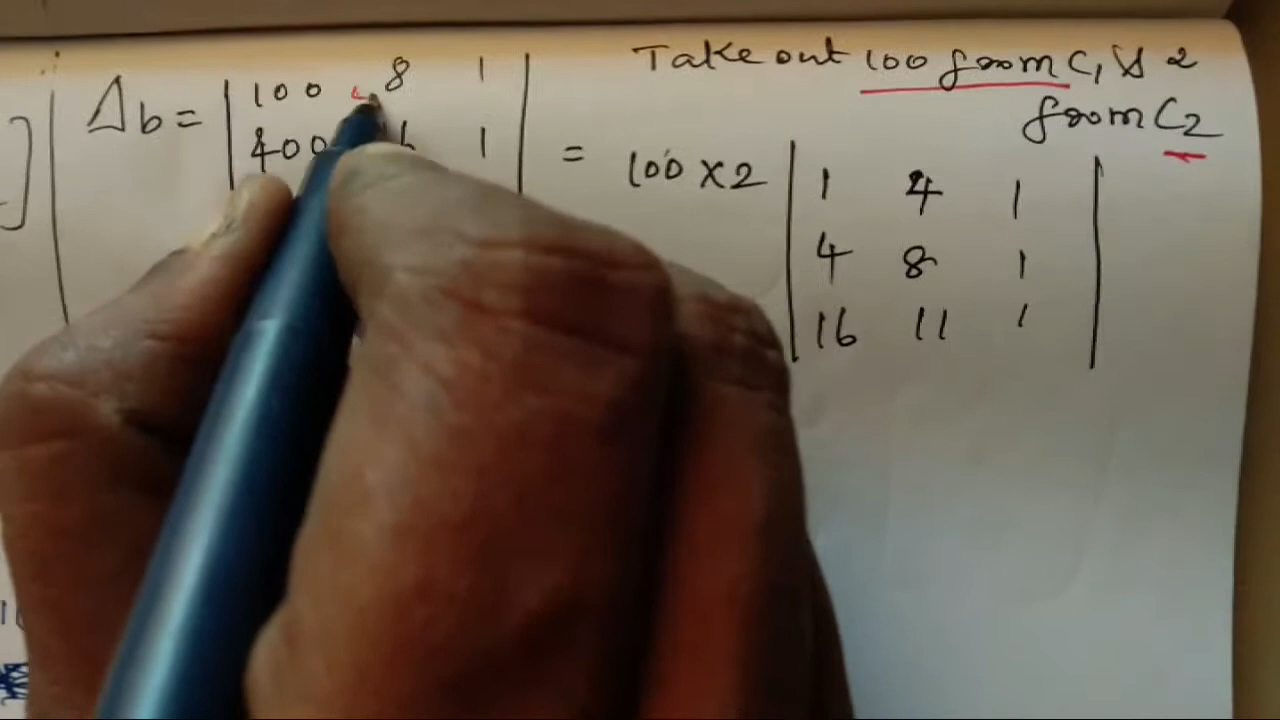 Δb = | 100 8 1 |
400 1
Take out 100 from C1 & 2
from C2
= 100 × 2 | 1 4 1 |
4 8 1
16 11 1